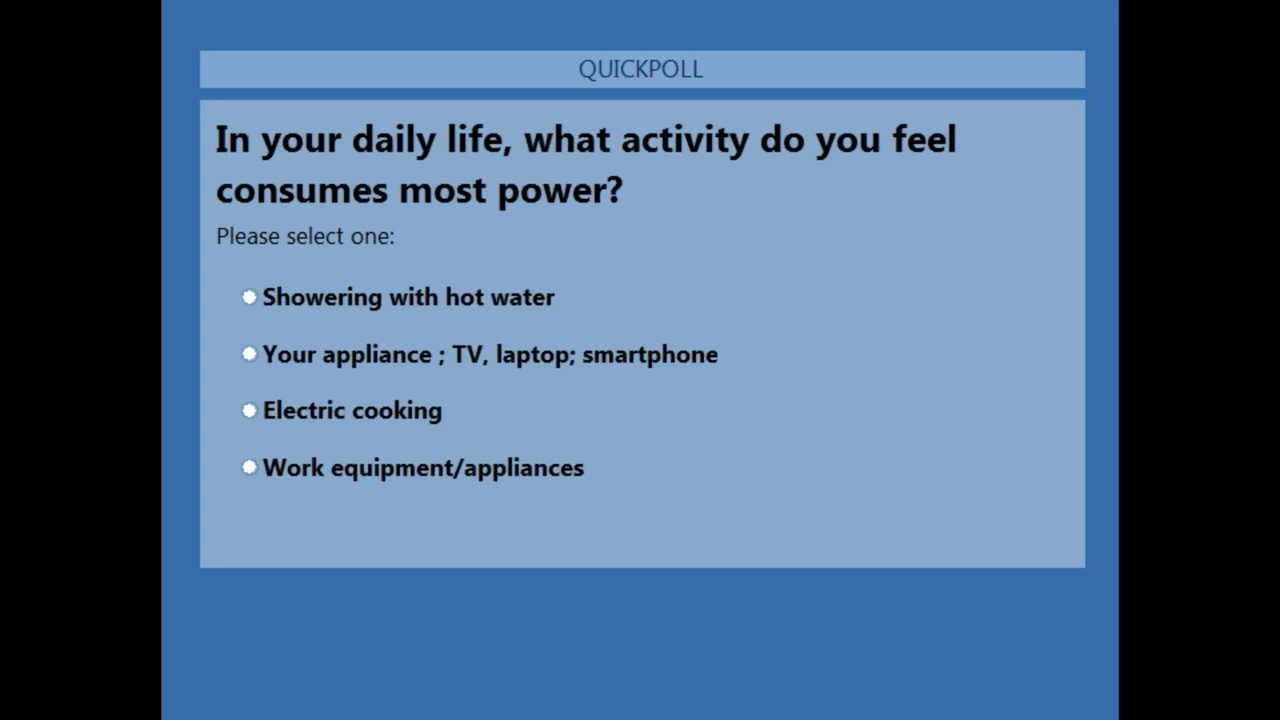 QUICKPOLL
In your daily life, what activity do you feel
consumes most power?
Please select one:
Showering with hot water
Your appliance ; TV, laptop; smartphone
Electric cooking
Work equipment/appliances